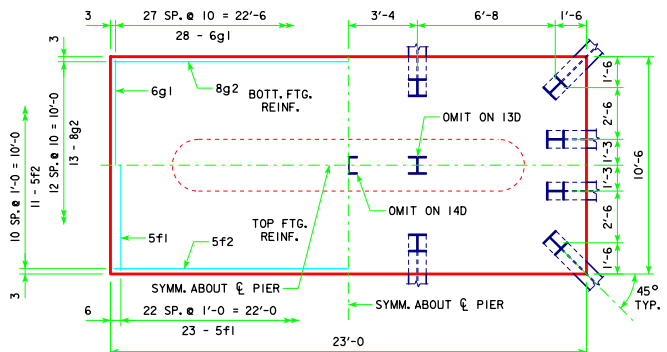 3
27 SP.@ 10 = 22'-6
28 - 6g1
3'-4
6'-8
1'-6
3
12 SP.@ 10 = 10'-0
13 - 8g2
10 SP.@ 1'-0 = 10'-0
11 - 5f2
3
6g1
8g2
BOTT. FTG.
REINF.
OMIT ON 13D
OMIT ON 14D
TOP FTG.
REINF.
5f1
5f2
SYMM. ABOUT ℄ PIER
SYMM. ABOUT ℄ PIER
1'-6
2'-6
1'-3
1'-3
2'-6
1'-6
10'-6
45°
TYP.
6
22 SP.@ 1'-0 = 22'-0
23 - 5f1
23'-0